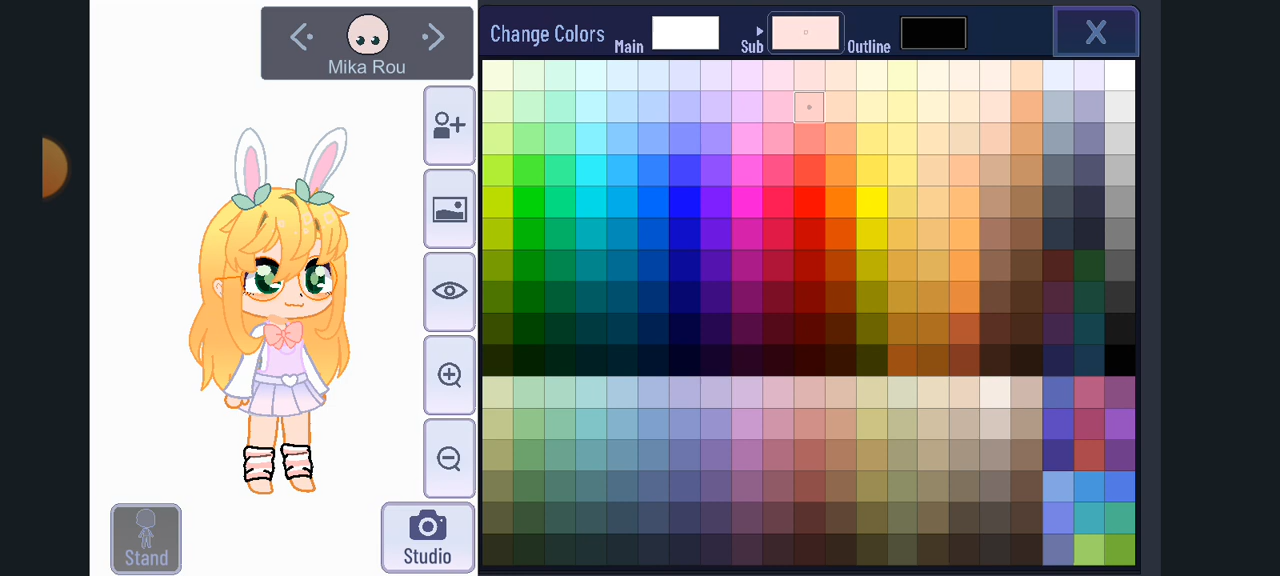 Mika Rou
Change Colors
Main
Sub
Outline
X
Stand
Studio